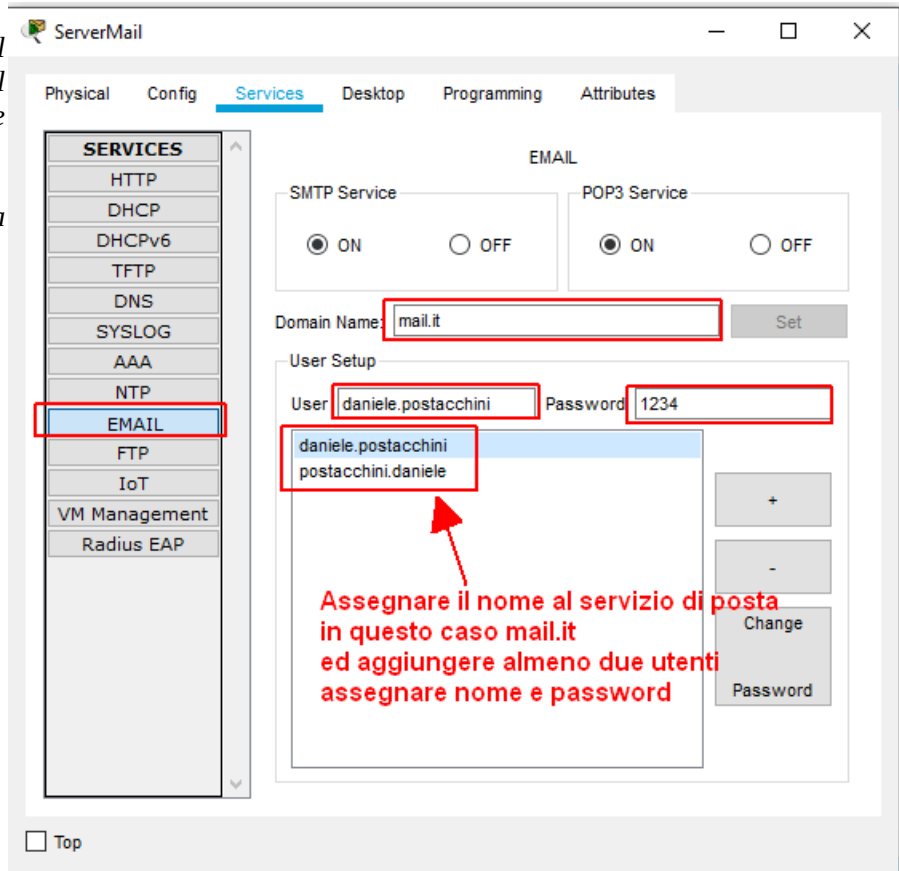 ServerMail
l
l
e
a
Physical Config Services Desktop Programming Attributes
SERVICES
HTTP
DHCP
DHCPv6
TFTP
DNS
SYSLOG
AAA
NTP
EMAIL
FTP
IoT
VM Management
Radius EAP
EMAIL
SMTP Service
ON OFF
POP3 Service
ON OFF
Domain Name: mail.it Set
User Setup
User daniele.postacchini Password 1234
daniele.postacchini
postacchini.daniele
+
-
Change
Password
Assegnare il nome al servizio di posta
in questo caso mail.it
ed aggiungere almeno due utenti
assegnare nome e password
Top